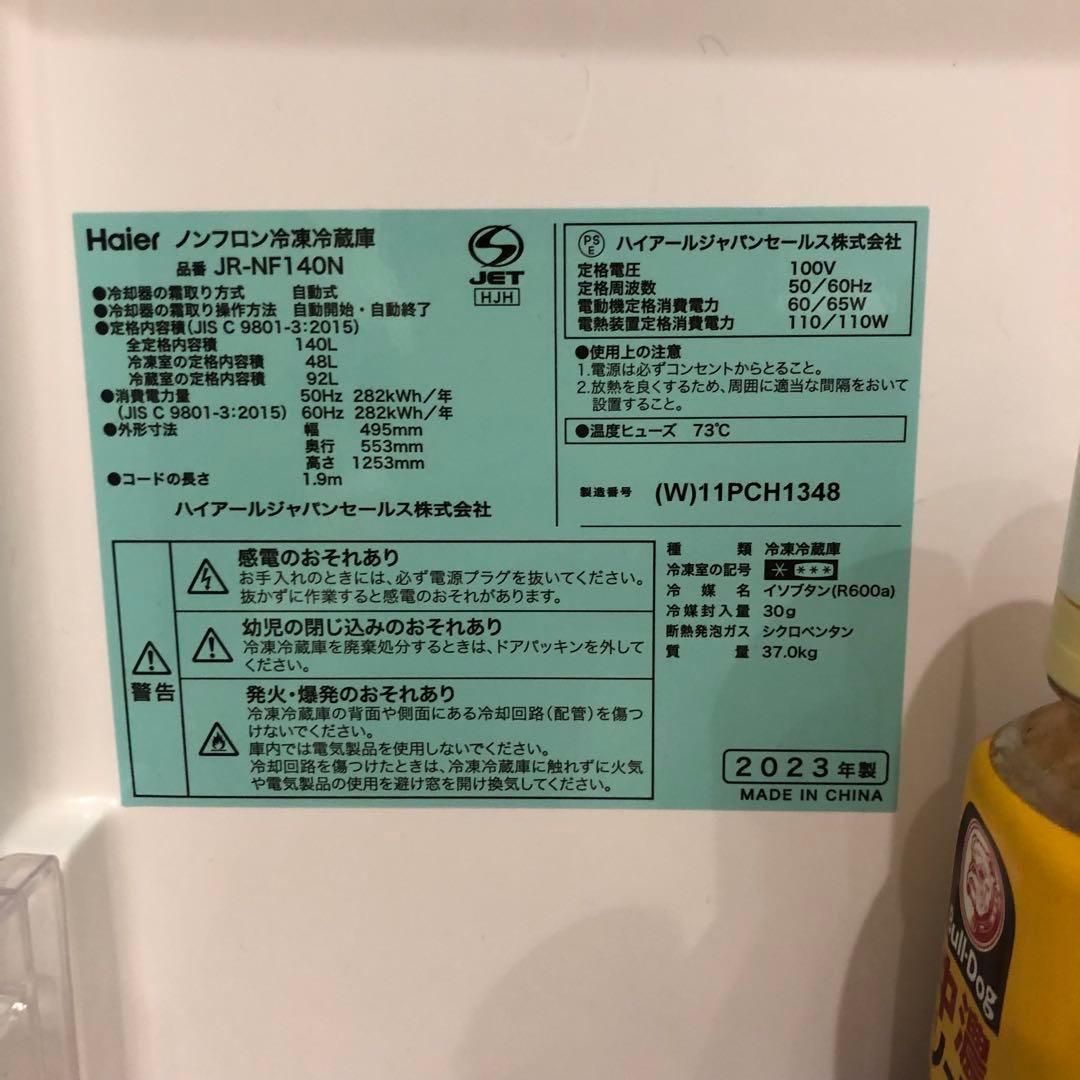 Haier ノンフロン冷凍冷蔵庫
品番 JR-NF140N
●冷却器の霜取り方式 自動式
●冷却器の霜取り操作方法 自動開始・自動終了
●定格内容積(JIS C 9801-3:2015)
全定格内容積 140L
冷凍室の定格内容積 48L
冷蔵室の定格内容積 92L
●消費電力量 50Hz 282kWh/年
(JIS C 9801-3:2015) 60Hz 282kWh/年
●外形寸法 幅 495mm
奥行 553mm
高さ 1253mm
●コードの長さ 1.9m
ハイアールジャパンセールス株式会社
S
JET
HJH
PSE ハイアールジャパンセールス株式会社
定格電圧 100V
定格周波数 50/60Hz
電動機定格消費電力 60/65W
電熱装置定格消費電力 110/110W
●使用上の注意
1.電源は必ずコンセントからとること。
2.放熱を良くするため、周囲に適当な間隔をおいて
設置すること。
●温度ヒューズ 73℃
製造番号 (W)11PCH1348
警告
感電のおそれあり
お手入れのときには、必ず電源プラグを抜いてください。
抜かずに作業すると感電のおそれがあります。
幼児の閉じ込みのおそれあり
冷凍冷蔵庫を廃棄処分するときは、ドアパッキンを外して
ください。
発火・爆発のおそれあり
冷凍冷蔵庫の背面や側面にある冷却回路(配管)を傷つ
けないでください。
庫内では電気製品を使用しないでください。
冷却回路を傷つけたときは、冷凍冷蔵庫に触れずに火気
や電気製品の使用を避け窓を開け換気してください。
種類 冷凍冷蔵庫
冷凍室の記号 * ***
冷媒名 イソブタン(R600a)
冷媒封入量 30g
断熱発泡ガス シクロペンタン
質量 37.0kg
2023年製
MADE IN CHINA
Bull-Dog
中濃
ソー